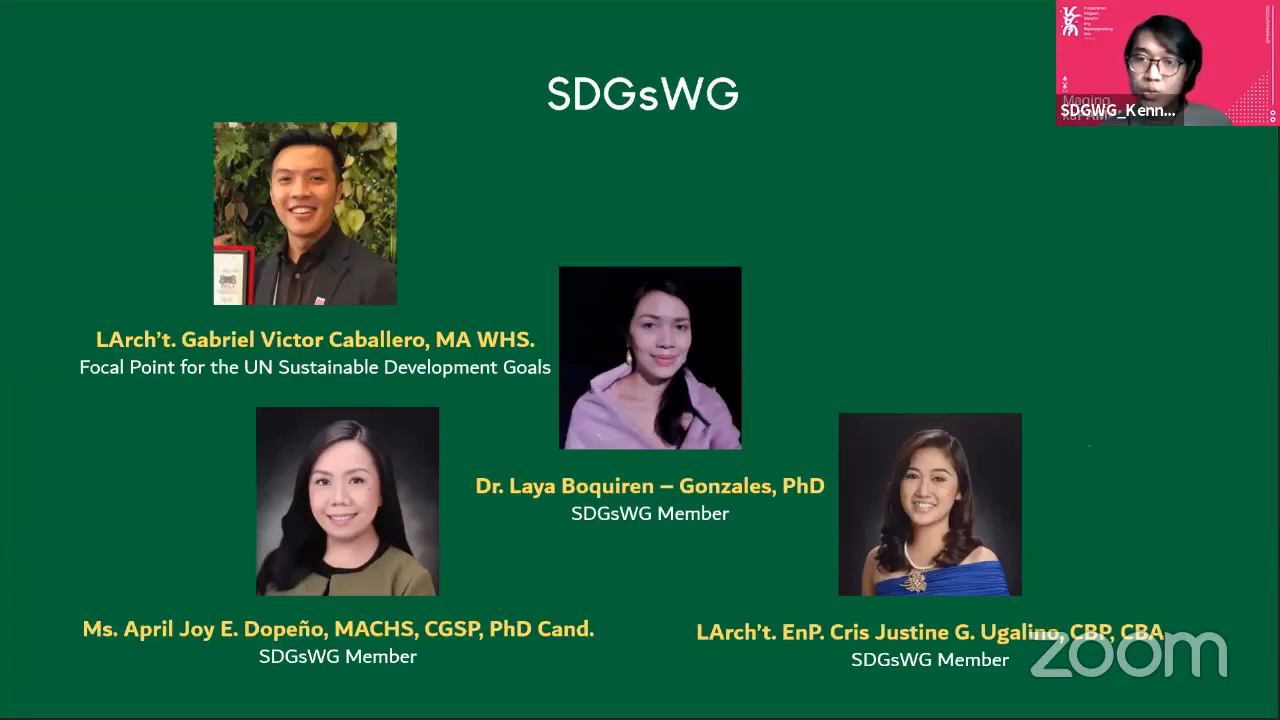 SDGsWG
LArch't. Gabriel Victor Caballero, MA WHS.
Focal Point for the UN Sustainable Development Goals
Dr. Laya Boquiren – Gonzales, PhD
SDGsWG Member
Ms. April Joy E. Dopeño, MACHS, CGSP, PhD Cand.
SDGsWG Member
LArch't. EnP. Cris Justine G. Ugalino, CBP, CBA
SDGsWG Member
SDGWG_Kenn...
zoom